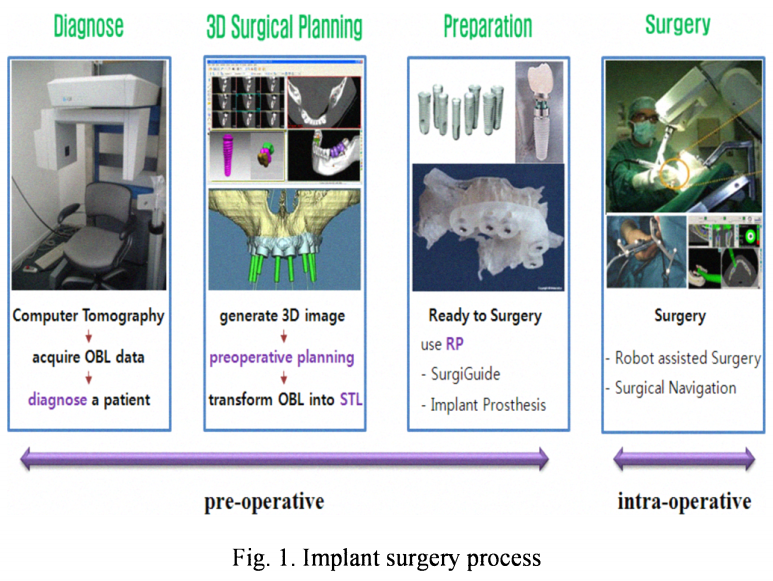 Diagnose
3D Surgical Planning
Preparation
Surgery
Computer Tomography
acquire OBL data
diagnose a patient
generate 3D image
preoperative planning
transform OBL into STL
Ready to Surgery
use RP
- SurgiGuide
- Implant Prosthesis
Surgery
- Robot assisted Surgery
- Surgical Navigation
pre-operative
intra-operative
Fig. 1. Implant surgery process